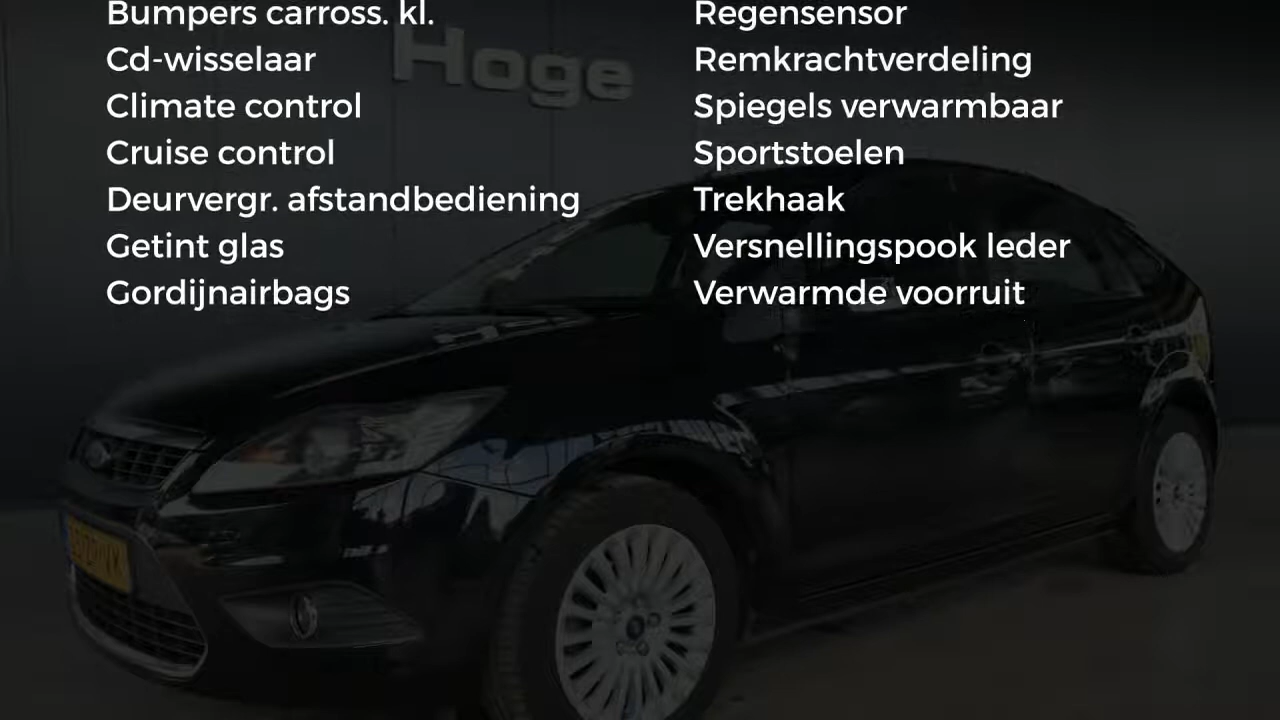 Bumpers carross. kl.
Cd-wisselaar
Climate control
Cruise control
Deurvergr. afstandbediening
Getint glas
Gordijnairbags
Regensensor
Remkrachtverdeling
Spiegels verwarmbaar
Sportstoelen
Trekhaak
Versnellingspook leder
Verwarmde voorruit
Hoge